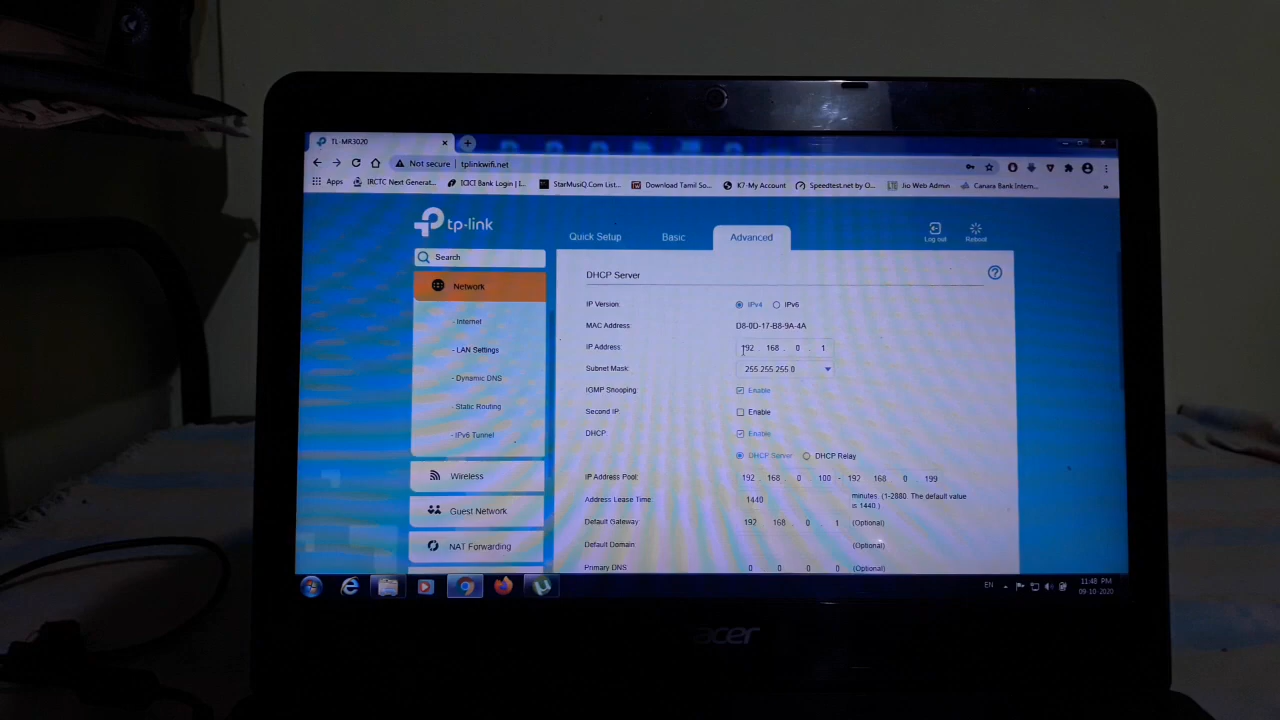 TL-MR3020
Not secure | tplinkwifi.net
Apps IRCTC Next Generat... ICICI Bank Login | I... StarMusiQ.Com List... Download Tamil So... K7-My Account Speedtest.net by O... Jio Web Admin Canara Bank Intern... »
tp-link
Quick Setup Basic Advanced
Log out Reboot
Search
Network
- Internet
- LAN Settings
- Dynamic DNS
- Static Routing
- IPv6 Tunnel
Wireless
Guest Network
NAT Forwarding
DHCP Server
IP Version: IPv4 IPv6
MAC Address: D8-0D-17-B8-9A-4A
IP Address: 192 . 168 . 0 . 1
Subnet Mask: 255.255.255.0
IGMP Snooping: Enable
Second IP: Enable
DHCP: Enable
DHCP Server DHCP Relay
IP Address Pool: 192 . 168 . 0 . 100 - 192 . 168 . 0 . 199
Address Lease Time: 1440 minutes. (1-2880. The default value
is 1440.)
Default Gateway: 192 . 168 . 0 . 1 (Optional)
Default Domain: (Optional)
Primary DNS: 0 . 0 . 0 . 0 (Optional)
EN 11:48 PM
09-10-2020
acer